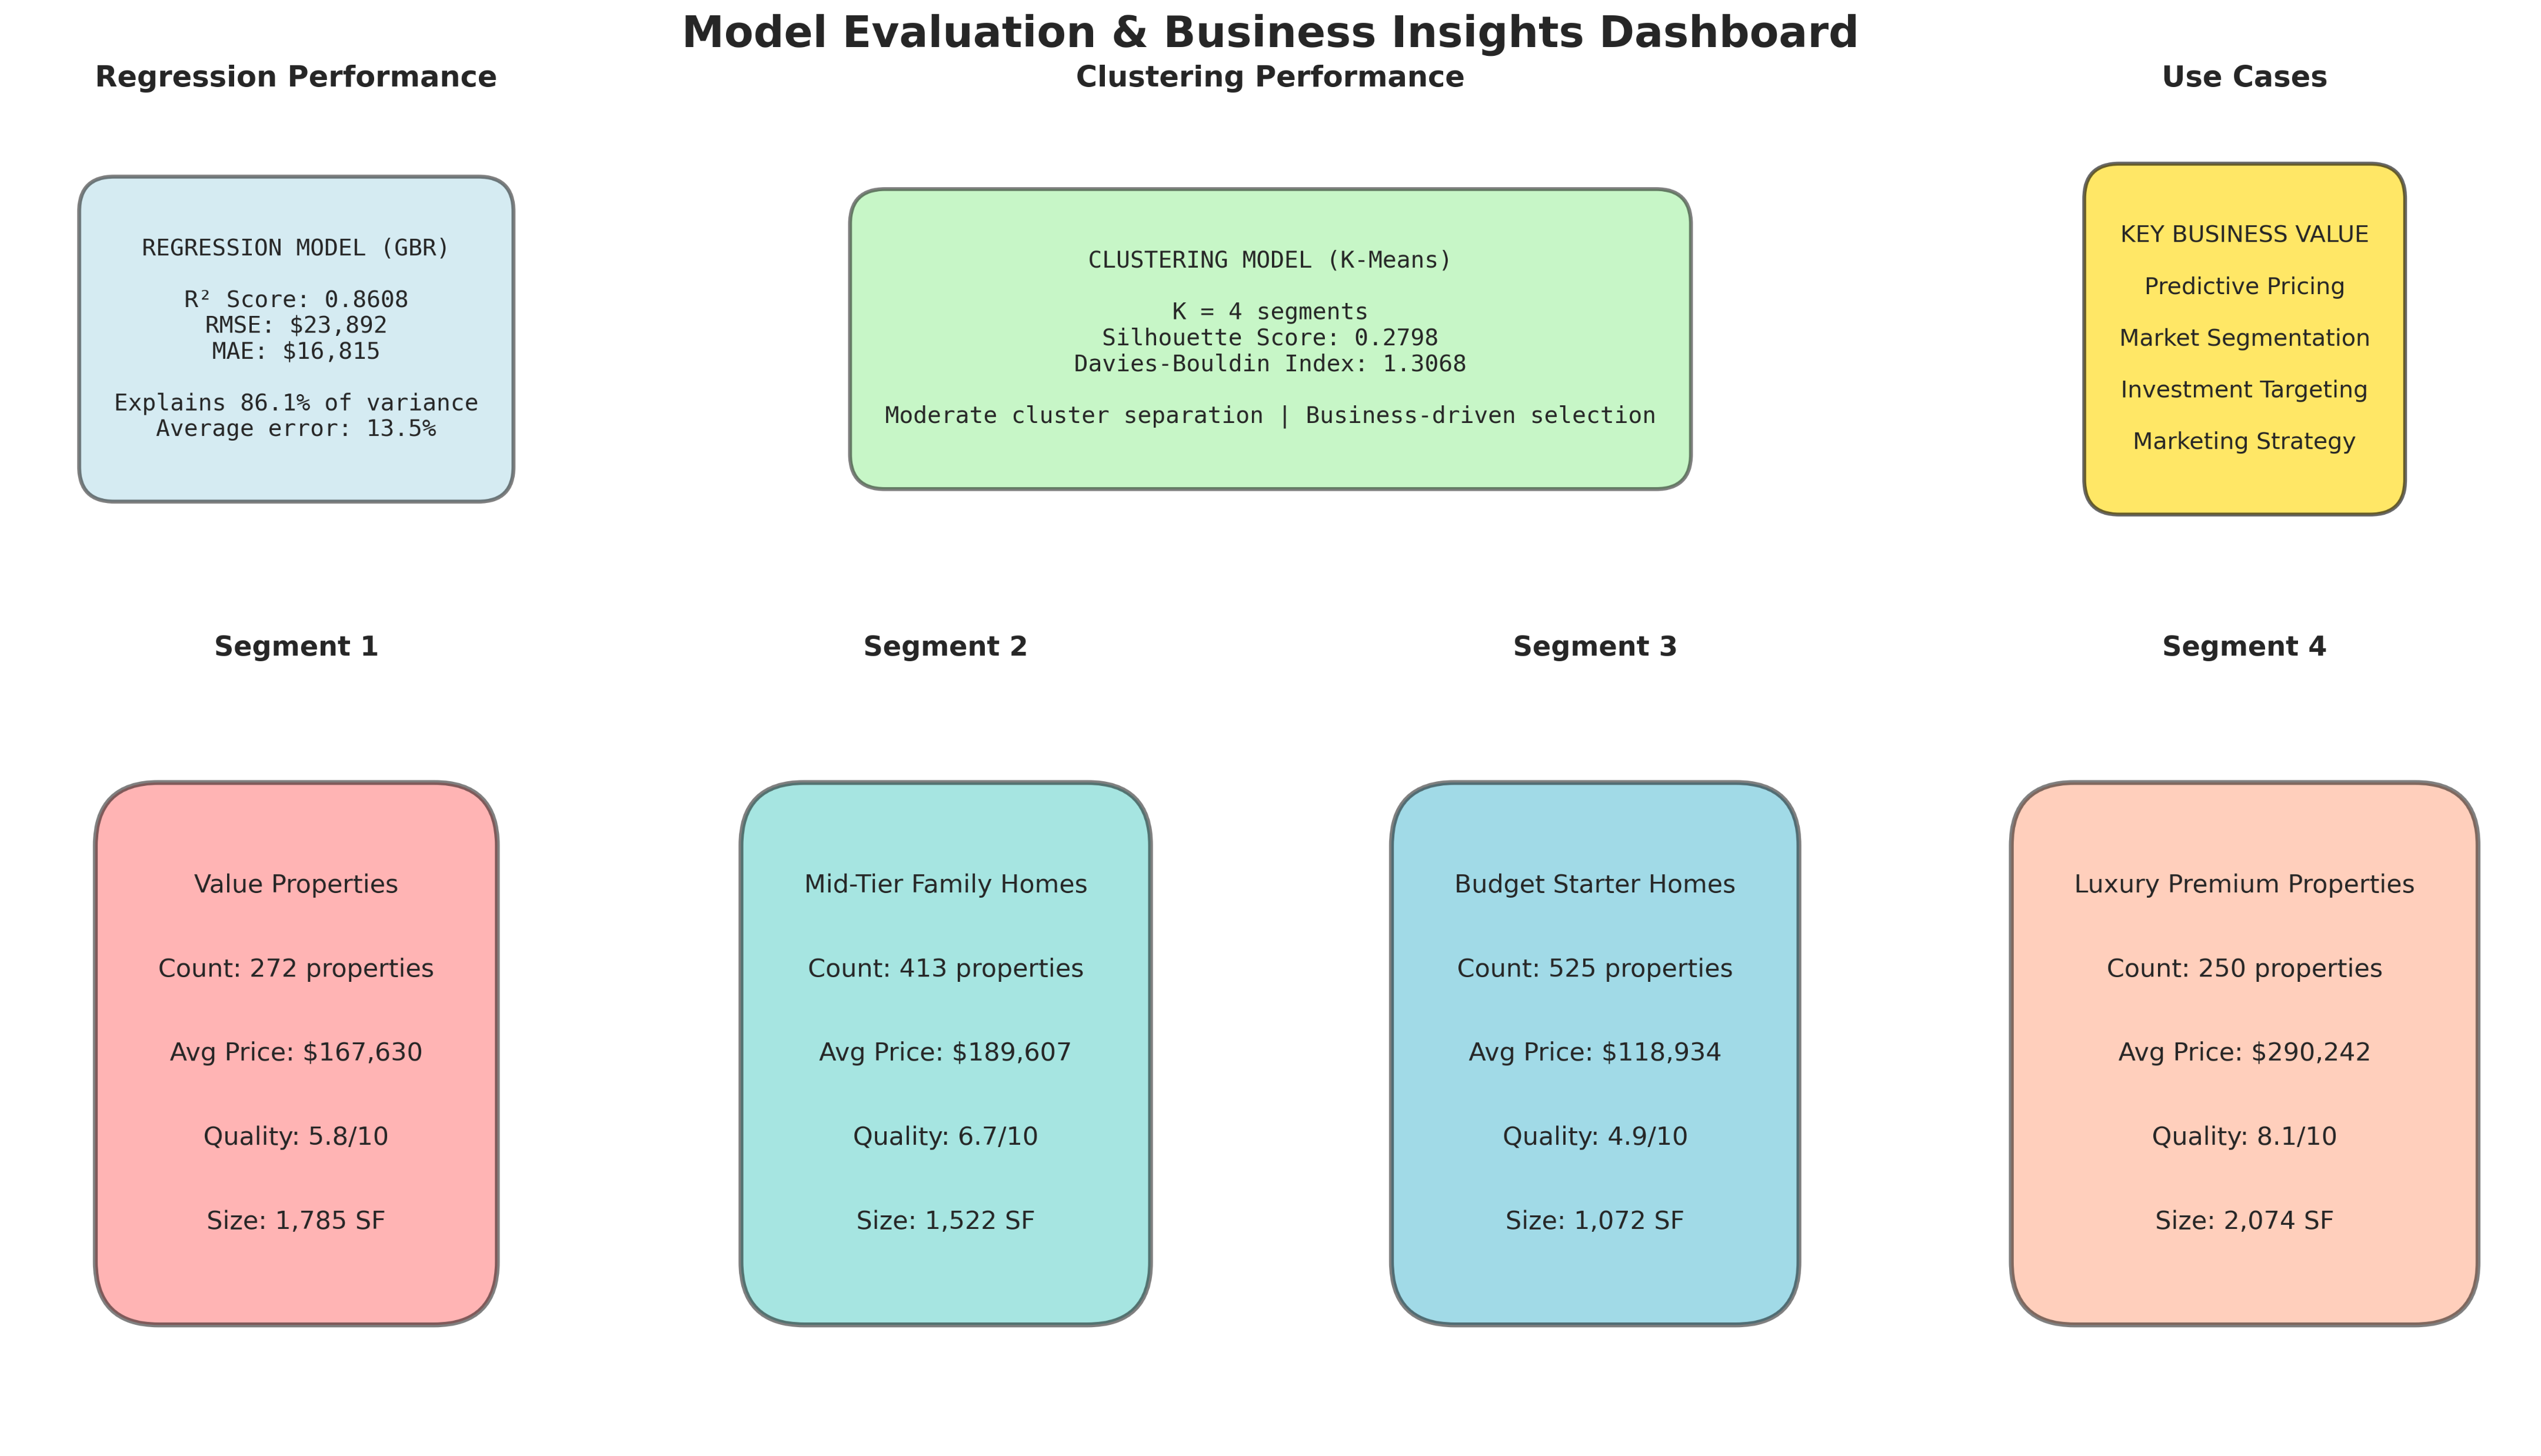 Model Evaluation & Business Insights Dashboard
Regression Performance
REGRESSION MODEL (GBR)
R² Score: 0.8608
RMSE: $23,892
MAE: $16,815
Explains 86.1% of variance
Average error: 13.5%
Clustering Performance
CLUSTERING MODEL (K-Means)
K = 4 segments
Silhouette Score: 0.2798
Davies-Bouldin Index: 1.3068
Moderate cluster separation | Business-driven selection
Use Cases
KEY BUSINESS VALUE
Predictive Pricing
Market Segmentation
Investment Targeting
Marketing Strategy
Segment 1
Value Properties
Count: 272 properties
Avg Price: $167,630
Quality: 5.8/10
Size: 1,785 SF
Segment 2
Mid-Tier Family Homes
Count: 413 properties
Avg Price: $189,607
Quality: 6.7/10
Size: 1,522 SF
Segment 3
Budget Starter Homes
Count: 525 properties
Avg Price: $118,934
Quality: 4.9/10
Size: 1,072 SF
Segment 4
Luxury Premium Properties
Count: 250 properties
Avg Price: $290,242
Quality: 8.1/10
Size: 2,074 SF